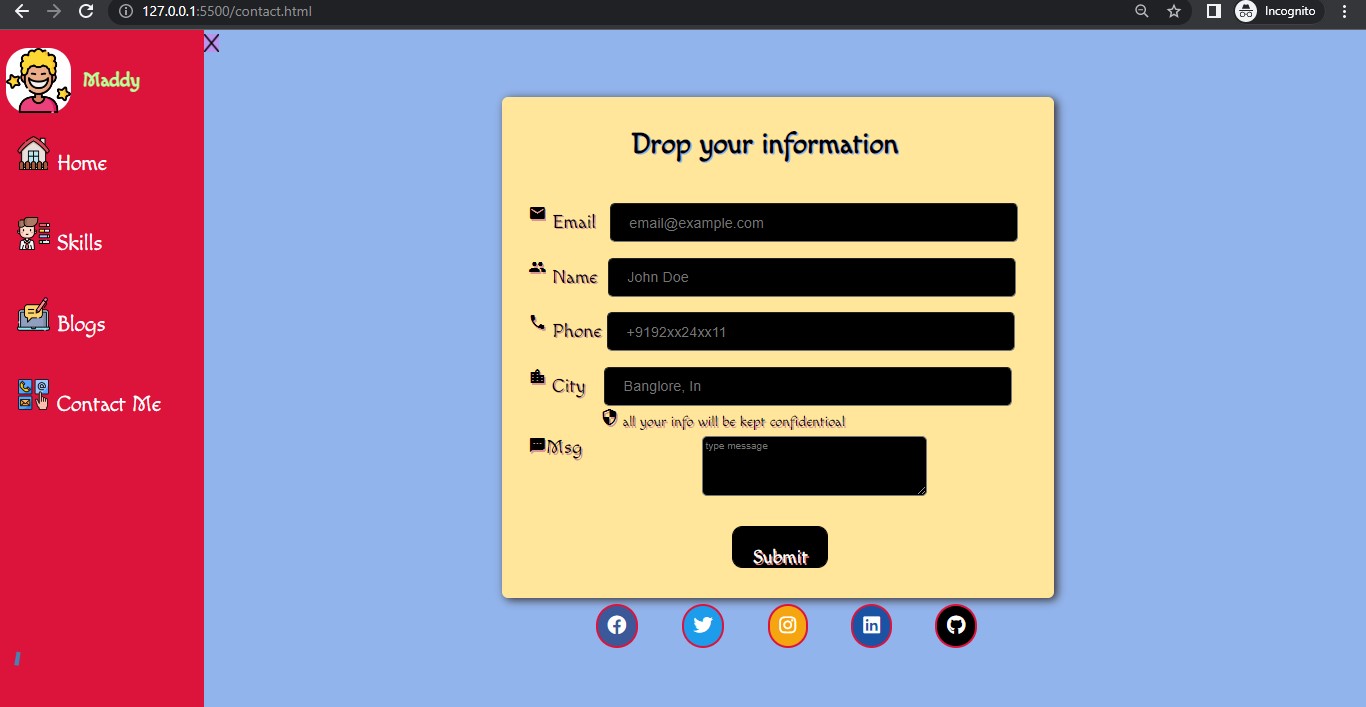 127.0.0.1:5500/contact.html
Incognito
X
Maddy
Home
Skills
Blogs
Contact Me
Drop your information
Email
email@example.com
Name
John Doe
Phone
+9192xx24xx11
City
Banglore, In
all your info will be kept confidentioal
Msg
type message
Submit